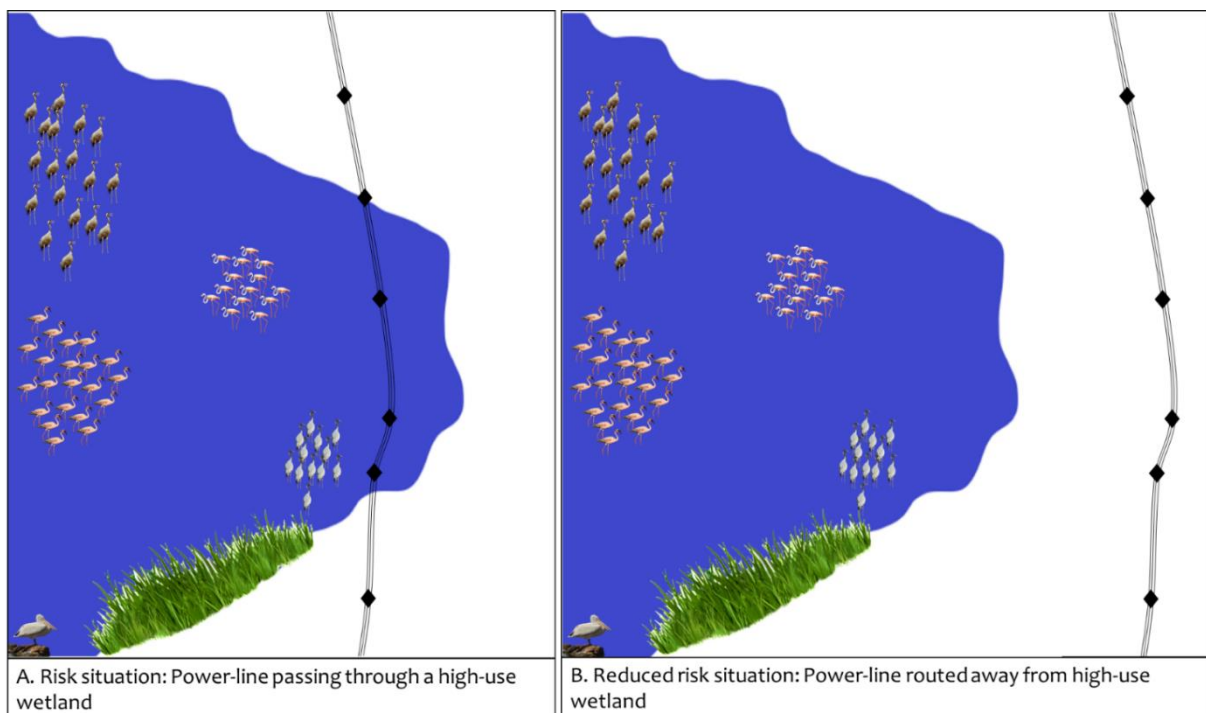 A. Risk situation: Power-line passing through a high-use
wetland
B. Reduced risk situation: Power-line routed away from high-use
wetland